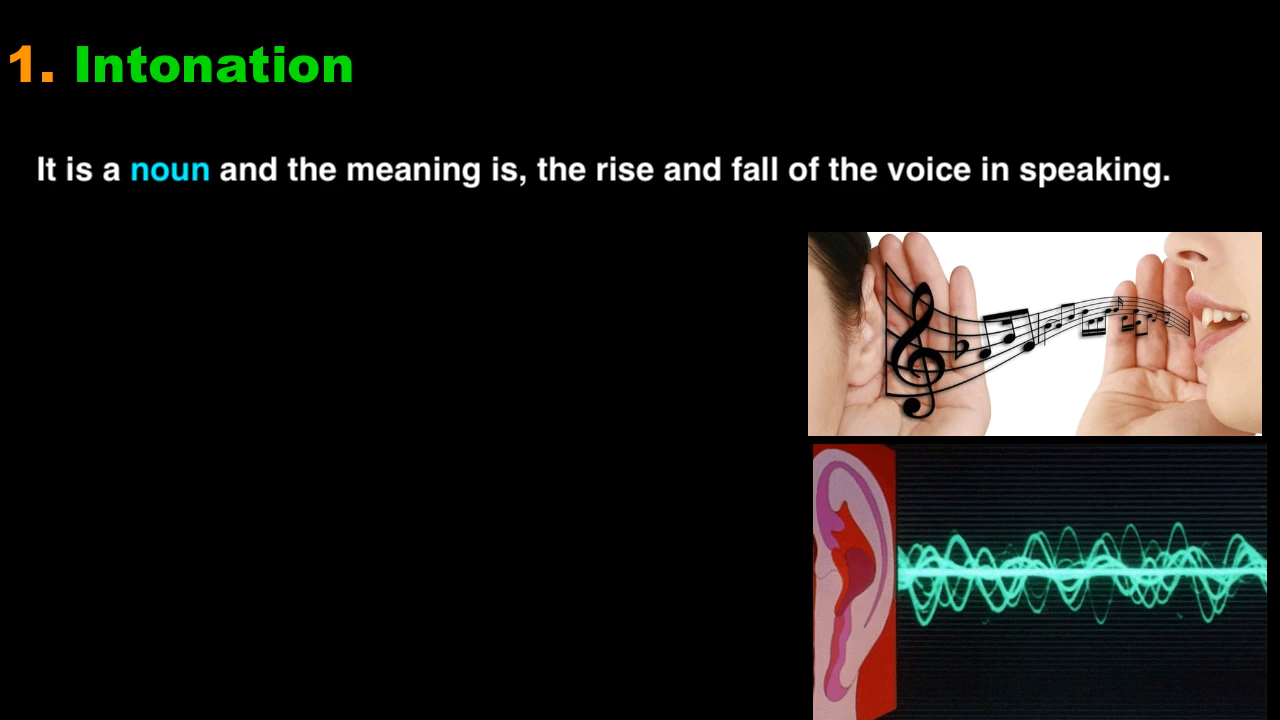 1. Intonation
It is a noun and the meaning is, the rise and fall of the voice in speaking.